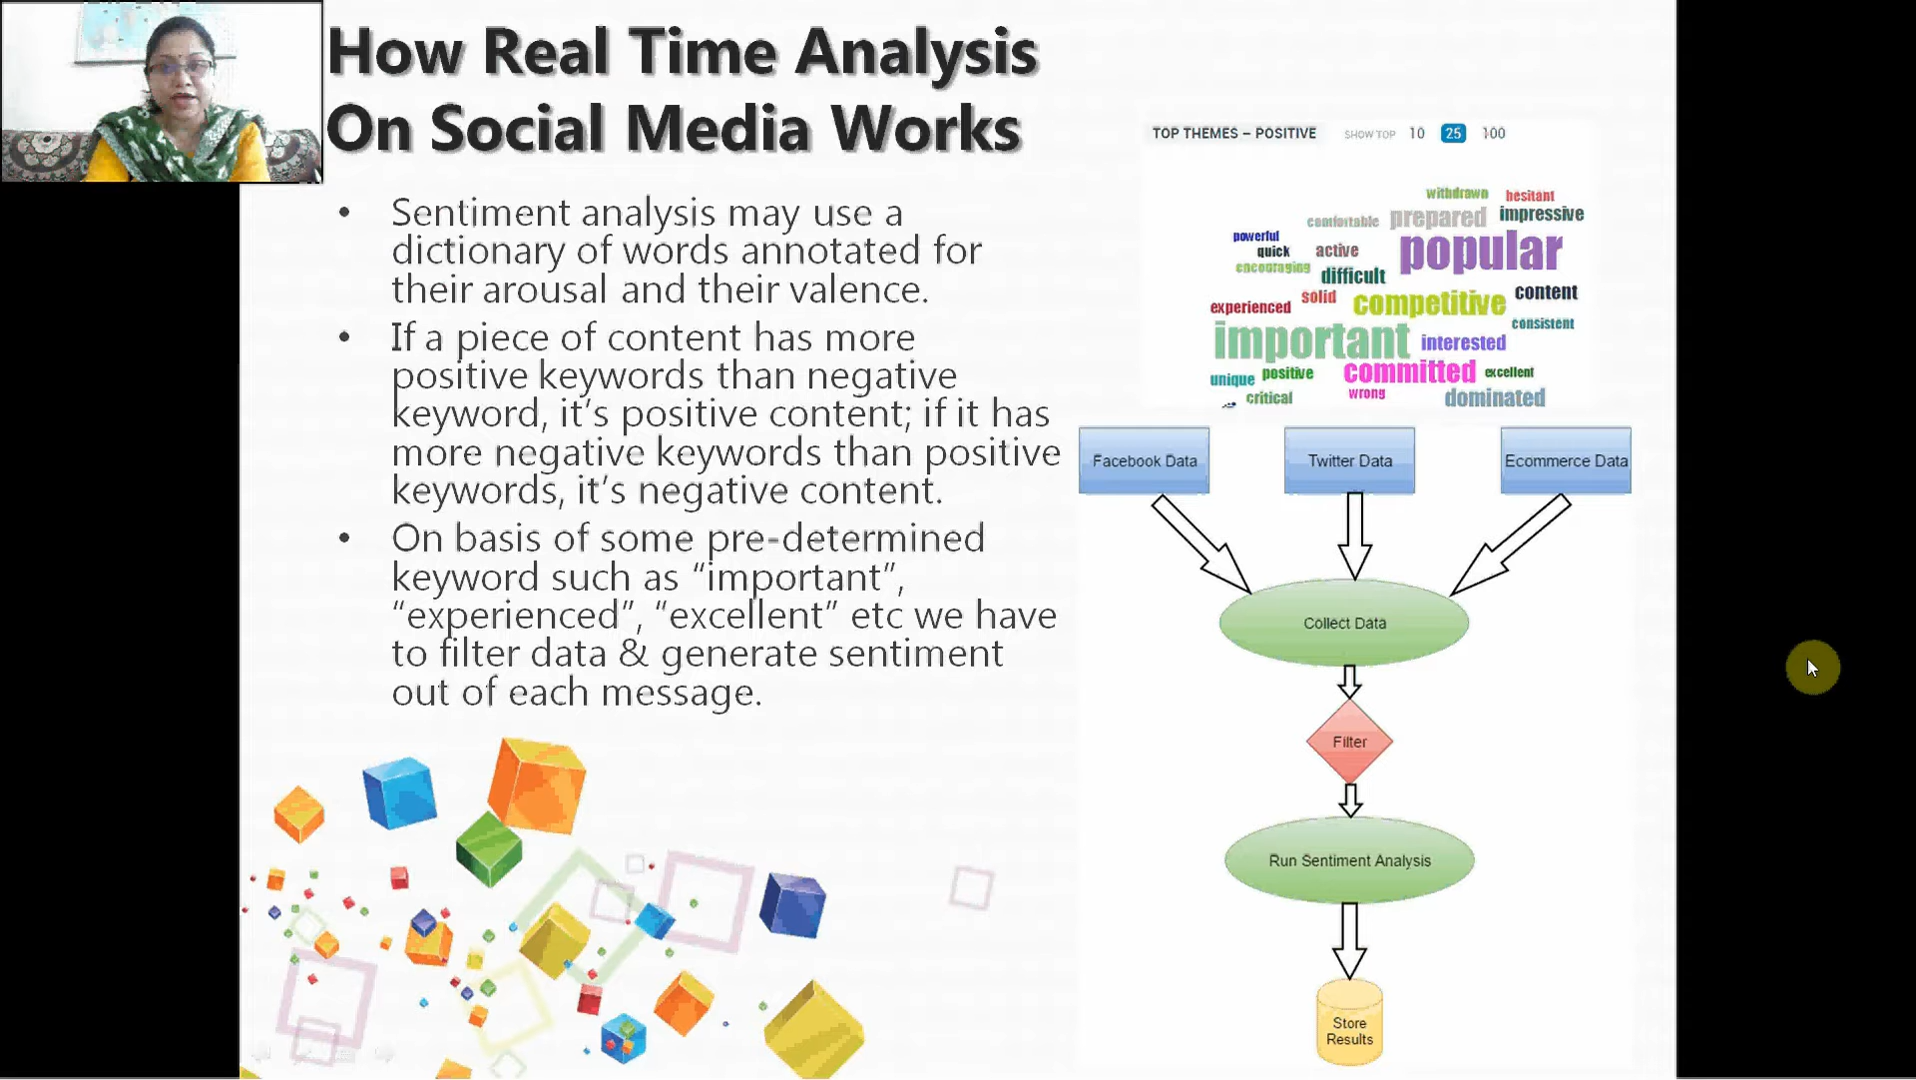 How Real Time Analysis
On Social Media Works
• Sentiment analysis may use a
dictionary of words annotated for
their arousal and their valence.
• If a piece of content has more
positive keywords than negative
keyword, it’s positive content; if it has
more negative keywords than positive
keywords, it’s negative content.
• On basis of some pre-determined
keyword such as “important”,
“experienced”, “excellent” etc we have
to filter data & generate sentiment
out of each message.
TOP THEMES – POSITIVE SHOW TOP 10 25 100
withdrawn hesitant
comfortable prepared impressive
powerful
quick active popular
encouraging difficult
experienced solid competitive content
important interested consistent
unique positive committed excellent
critical wrong dominated
Facebook Data Twitter Data Ecommerce Data
Collect Data
Filter
Run Sentiment Analysis
Store
Results